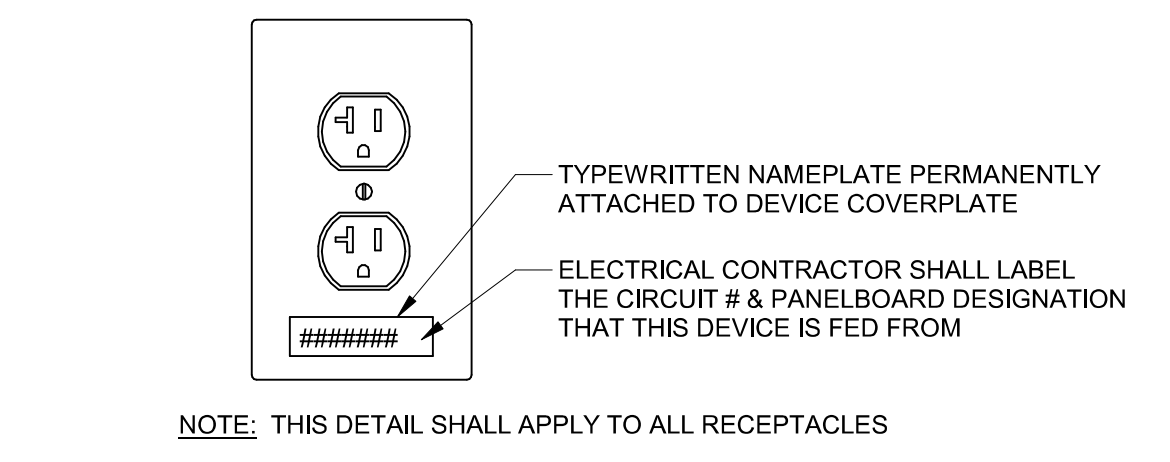 TYPEWRITTEN NAMEPLATE PERMANENTLY
ATTACHED TO DEVICE COVERPLATE
ELECTRICAL CONTRACTOR SHALL LABEL
THE CIRCUIT # & PANELBOARD DESIGNATION
THAT THIS DEVICE IS FED FROM
#######
NOTE: THIS DETAIL SHALL APPLY TO ALL RECEPTACLES